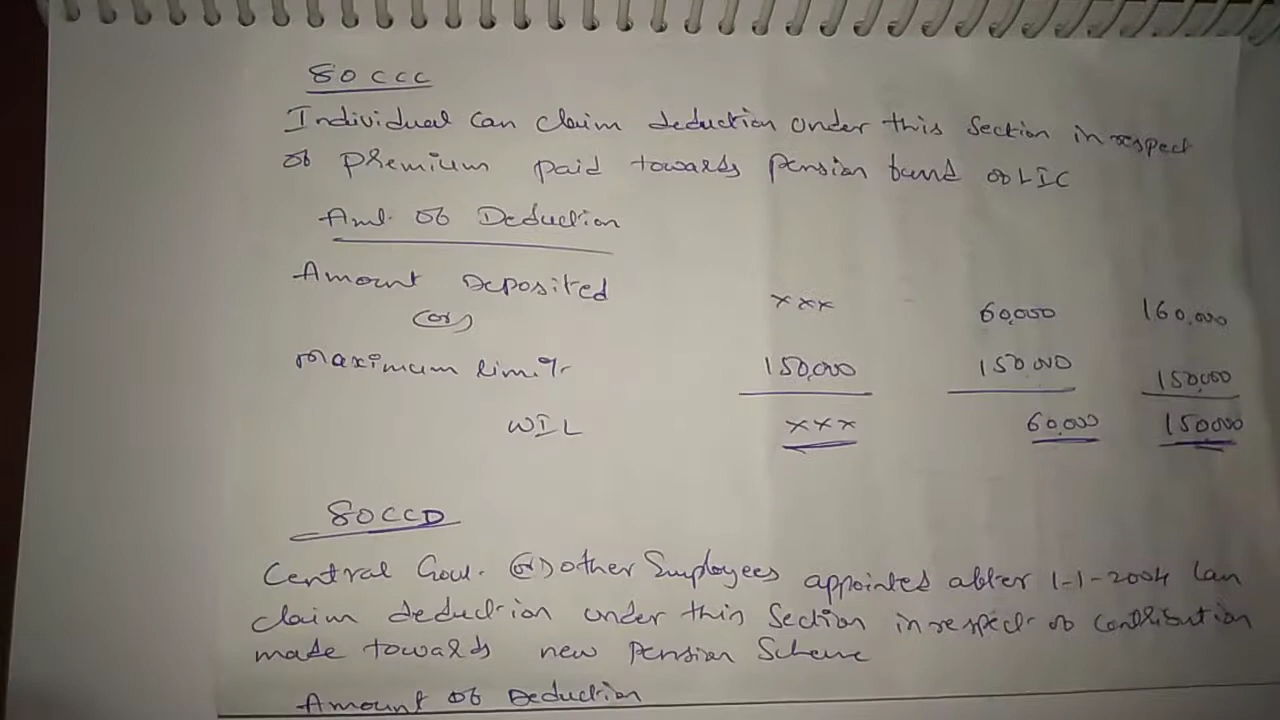 80CCC
Individual can claim deduction under this section in respect
of premium paid towards pension fund of LIC
Amt. of Deduction
Amount Deposited xxx 60,000 160,000
(or)
Maximum limit 150,000 150,000 150,000
WIL xxx 60,000 150000
80CCD
Central Govt. (or) other Employees appointed after 1-1-2004 can
claim deduction under this section in respect of contribution
made towards new pension scheme
Amount of Deduction